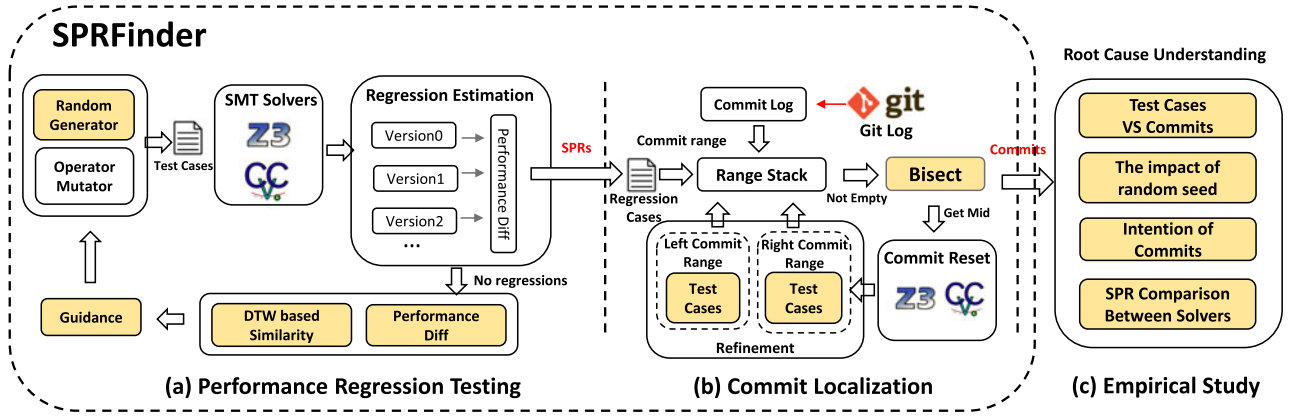 SPRFinder
Random
Generator
Operator
Mutator
Test Cases
SMT Solvers
Z3
CVC
Regression Estimation
Version0
Version1
Version2
...
Performance Diff
No regressions
DTW based
Similarity
Performance
Diff
Guidance
(a) Performance Regression Testing
SPRs
Regression
Cases
Commit range
Commit Log
git
Git Log
Range Stack
Not Empty
Bisect
Get Mid
Commit Reset
Z3
CVC
Left Commit
Range
Test
Cases
Right Commit
Range
Test
Cases
Refinement
(b) Commit Localization
Commits
Root Cause Understanding
Test Cases
VS Commits
The impact of
random seed
Intention of
Commits
SPR Comparison
Between Solvers
(c) Empirical Study